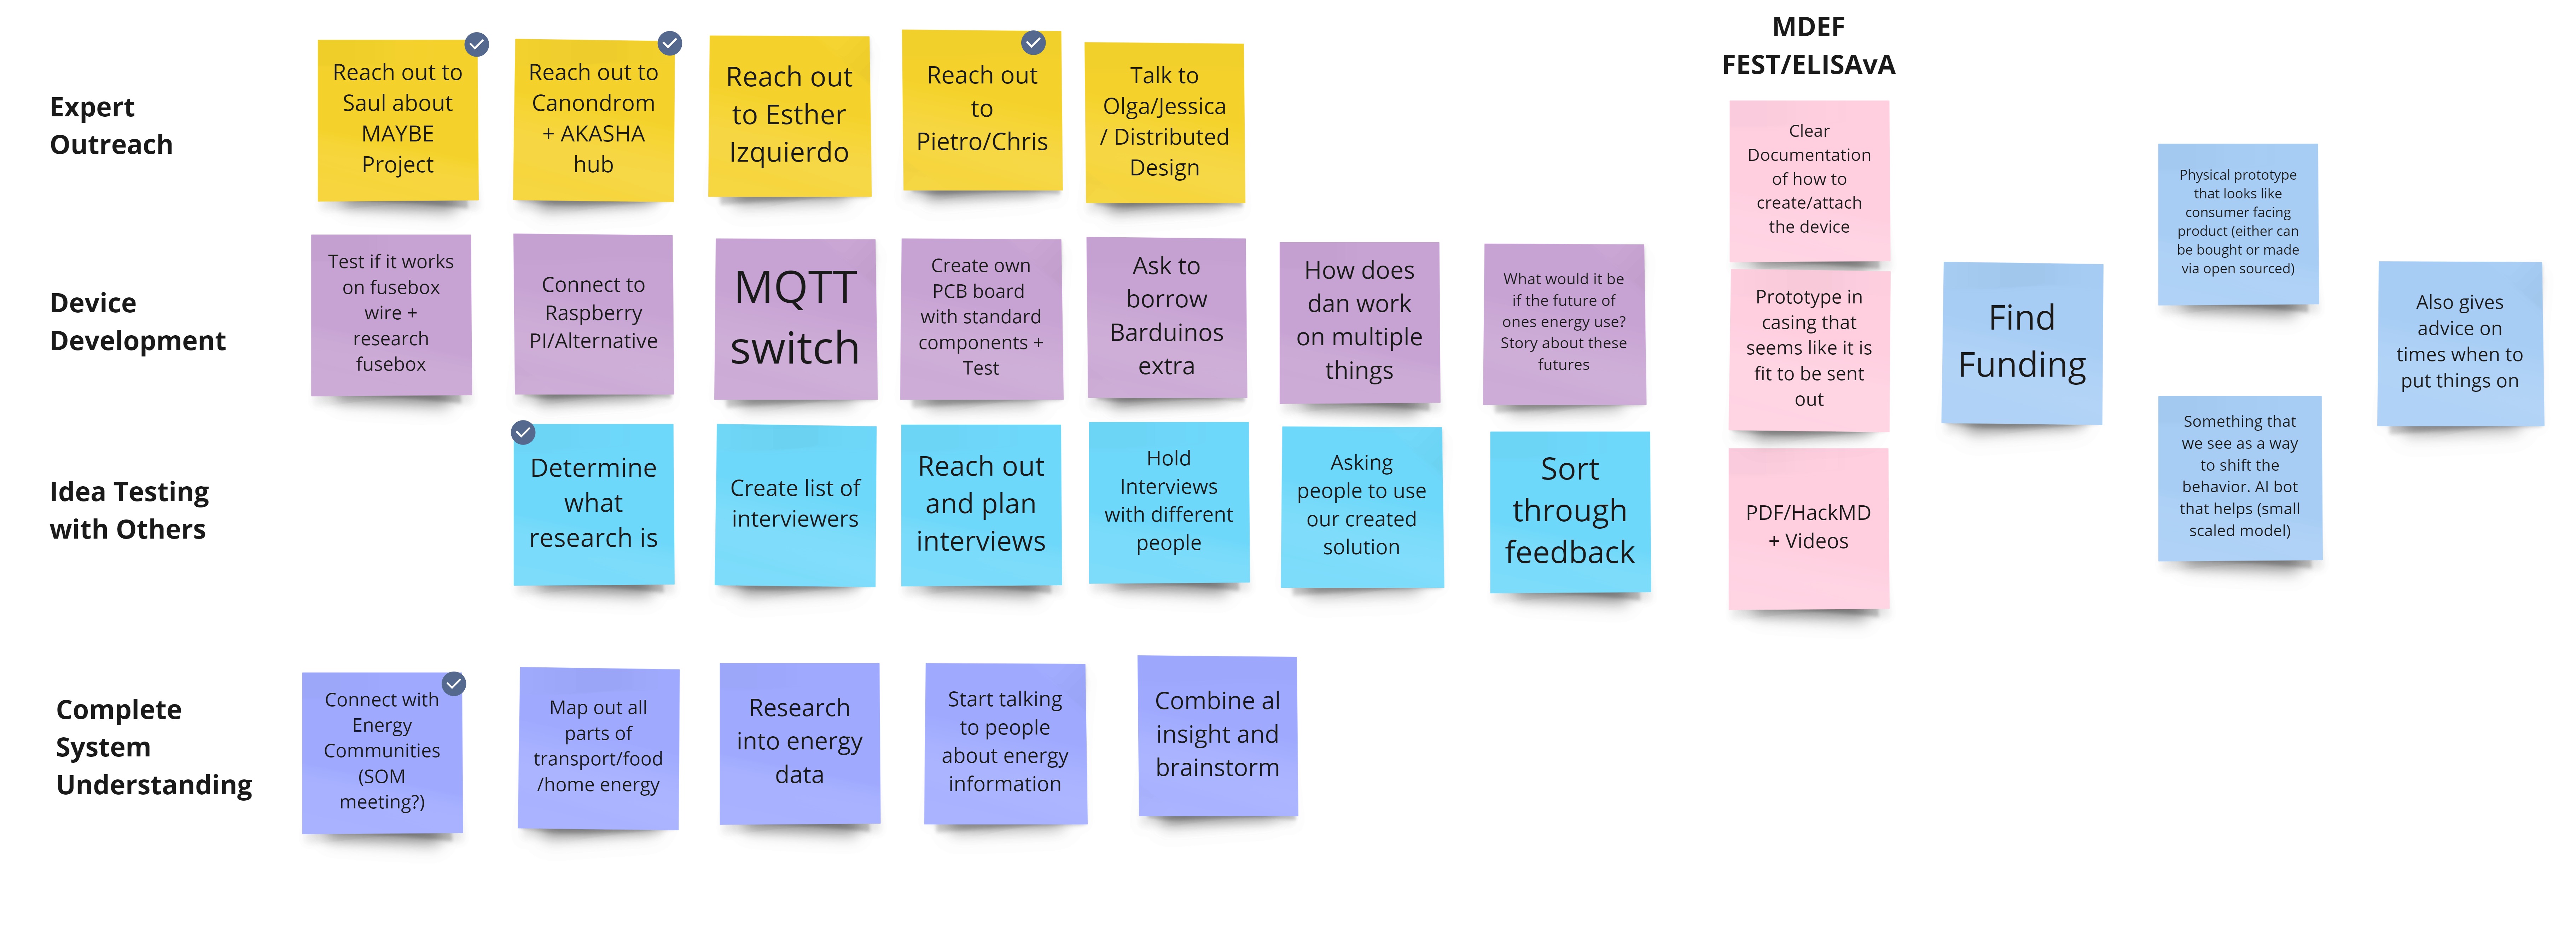 MDEF
FEST/ELISAvA
Expert
Outreach
Reach out to
Saul about
MAYBE
Project
Reach out to
Canondrom
+ AKASHA
hub
Reach out
to Esther
Izquierdo
Reach out
to
Pietro/Chris
Talk to
Olga/Jessica
/ Distributed
Design
Clear
Documentation
of how to
create/attach
the device
Physical prototype
that looks like
consumer facing
product (either can
be bought or made
via open sourced)
Device
Development
Test if it works
on fusebox
wire +
research
fusebox
Connect to
Raspberry
PI/Alternative
MQTT
switch
Create own
PCB board
with standard
components +
Test
Ask to
borrow
Barduinos
extra
How does
dan work
on multiple
things
What would it be
if the future of
ones energy use?
Story about these
futures
Prototype in
casing that
seems like it is
fit to be sent
out
Find
Funding
Also gives
advice on
times when to
put things on
Idea Testing
with Others
Determine
what
research is
Create list of
interviewers
Reach out
and plan
interviews
Hold
Interviews
with different
people
Asking
people to use
our created
solution
Sort
through
feedback
PDF/HackMD
+ Videos
Something that
we see as a way
to shift the
behavior. AI bot
that helps (small
scaled model)
Complete
System
Understanding
Connect with
Energy
Communities
(SOM
meeting?)
Map out all
parts of
transport/food
/home energy
Research
into energy
data
Start talking
to people
about energy
information
Combine al
insight and
brainstorm